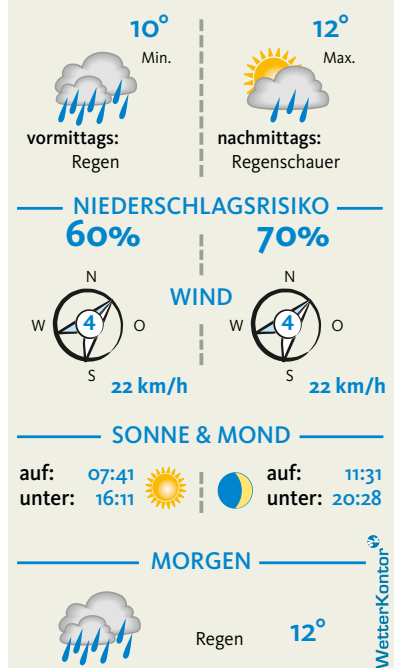 10° 12°
Min. Max.
vormittags: nachmittags:
Regen Regenschauer
NIEDERSCHLAGSRISIKO
60% 70%
N N
WIND
W 4 O W 4 O
S S
22 km/h 22 km/h
SONNE & MOND
auf: 07:41 auf: 11:31
unter: 16:11 unter: 20:28
MORGEN
Regen 12°
WetterKontor